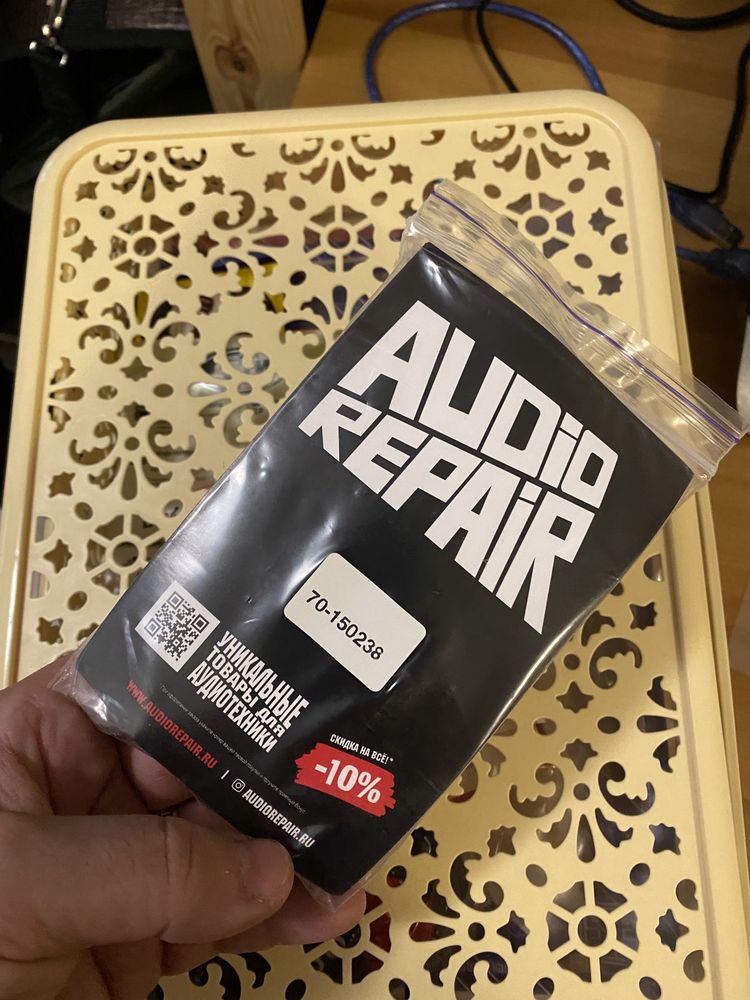 AUDiO
REPAiR
70-150238
УНИКАЛЬНЫЕ
ТОВАРЫ ДЛЯ
АУДИОТЕХНИКИ
СКИДКА НА ВСЁ!*
-10%
WWW.AUDIOREPAIR.RU
| AUDIOREPAIR.RU